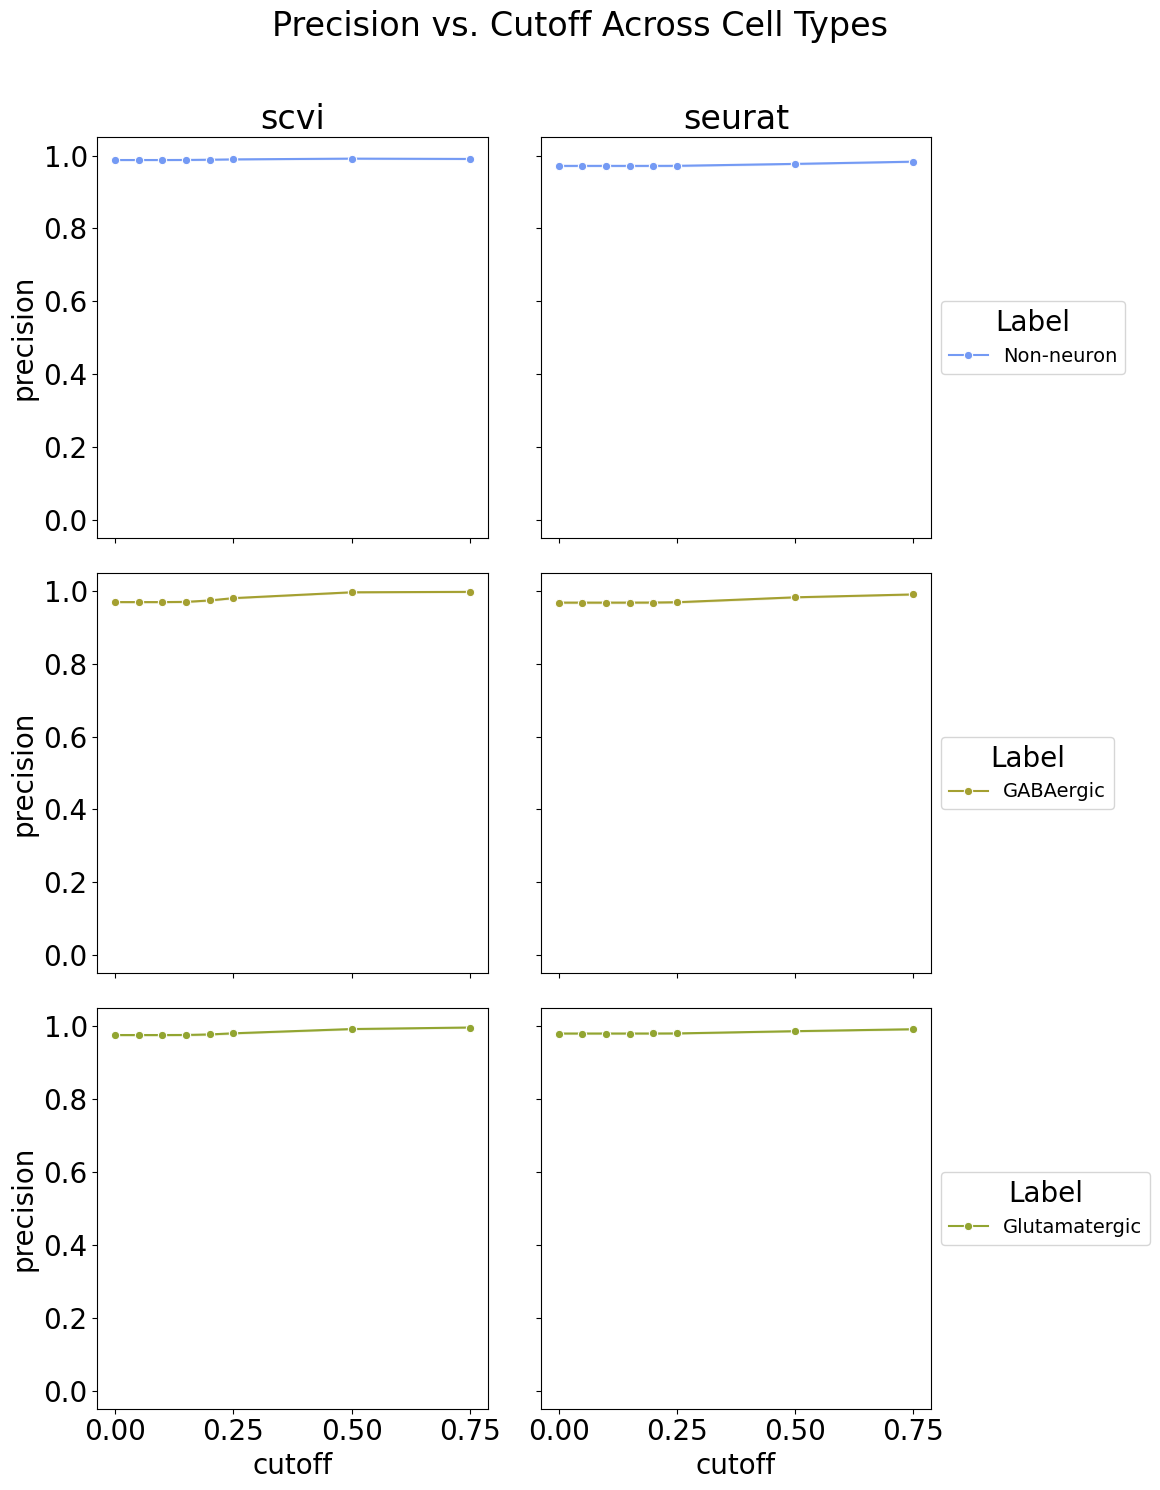 Precision vs. Cutoff Across Cell Types
scvi
seurat
1.0
0.8
0.6
0.4
0.2
0.0
precision
Label
Non-neuron
1.0
0.8
0.6
0.4
0.2
0.0
precision
Label
GABAergic
1.0
0.8
0.6
0.4
0.2
0.0
precision
Label
Glutamatergic
0.00 0.25 0.50 0.75
cutoff
0.00 0.25 0.50 0.75
cutoff